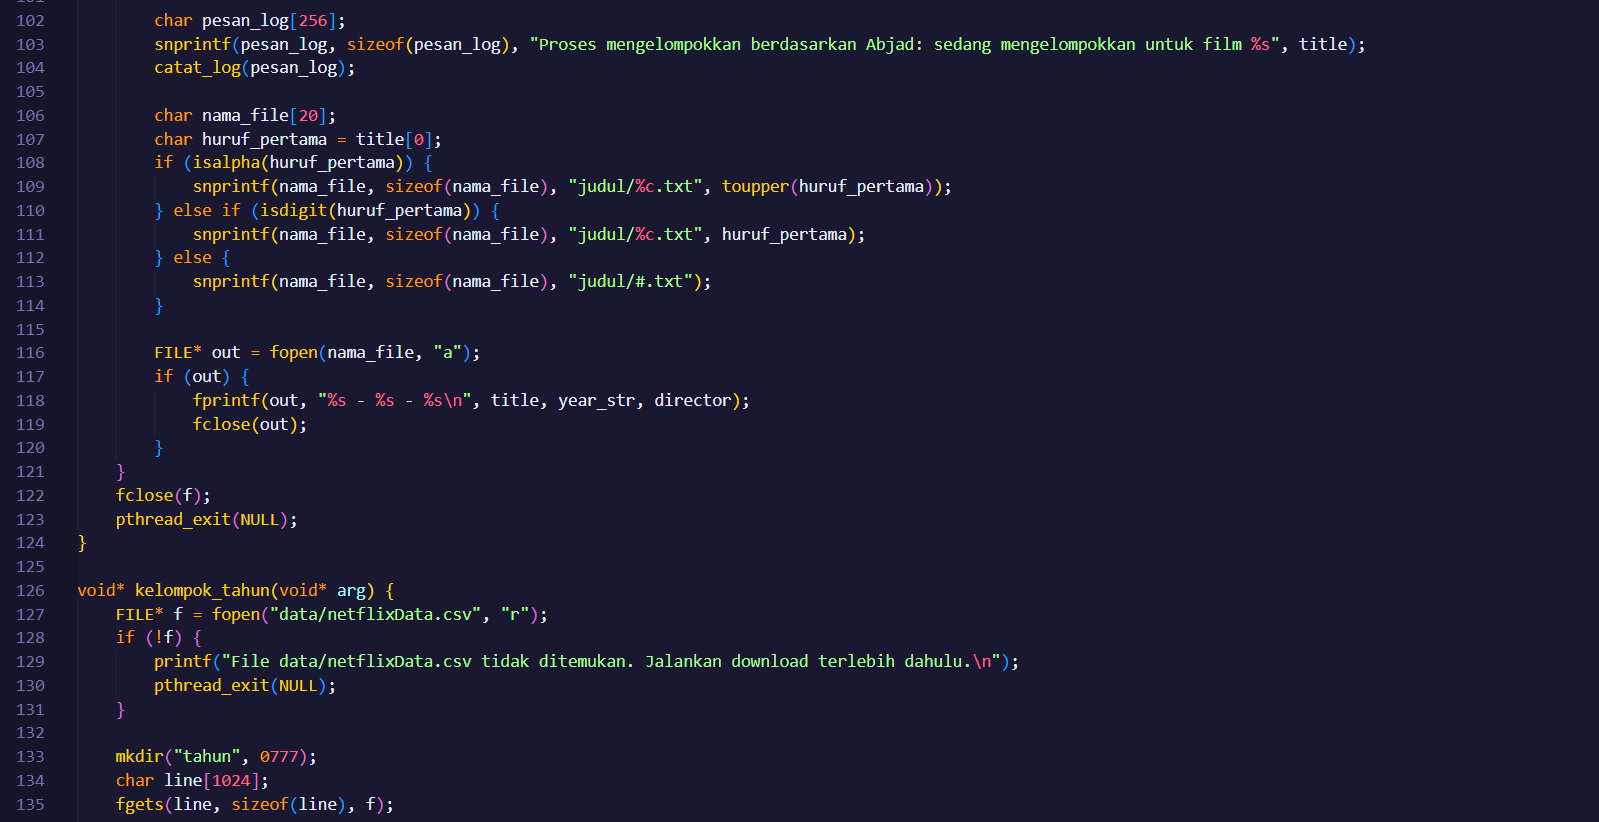 101
102 char pesan_log[256];
103 snprintf(pesan_log, sizeof(pesan_log), "Proses mengelompokkan berdasarkan Abjad: sedang mengelompokkan untuk film %s", title);
104 catat_log(pesan_log);
105
106 char nama_file[20];
107 char huruf_pertama = title[0];
108 if (isalpha(huruf_pertama)) {
109 snprintf(nama_file, sizeof(nama_file), "judul/%c.txt", toupper(huruf_pertama));
110 } else if (isdigit(huruf_pertama)) {
111 snprintf(nama_file, sizeof(nama_file), "judul/%c.txt", huruf_pertama);
112 } else {
113 snprintf(nama_file, sizeof(nama_file), "judul/#.txt");
114 }
115
116 FILE* out = fopen(nama_file, "a");
117 if (out) {
118 fprintf(out, "%s - %s - %s\n", title, year_str, director);
119 fclose(out);
120 }
121 }
122 fclose(f);
123 pthread_exit(NULL);
124 }
125
126 void* kelompok_tahun(void* arg) {
127 FILE* f = fopen("data/netflixData.csv", "r");
128 if (!f) {
129 printf("File data/netflixData.csv tidak ditemukan. Jalankan download terlebih dahulu.\n");
130 pthread_exit(NULL);
131 }
132
133 mkdir("tahun", 0777);
134 char line[1024];
135 fgets(line, sizeof(line), f);